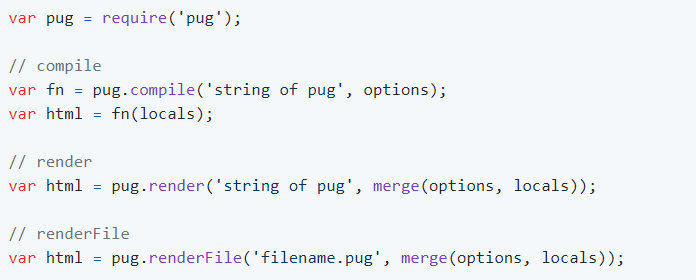 var pug = require('pug');
// compile
var fn = pug.compile('string of pug', options);
var html = fn(locals);
// render
var html = pug.render('string of pug', merge(options, locals));
// renderFile
var html = pug.renderFile('filename.pug', merge(options, locals));